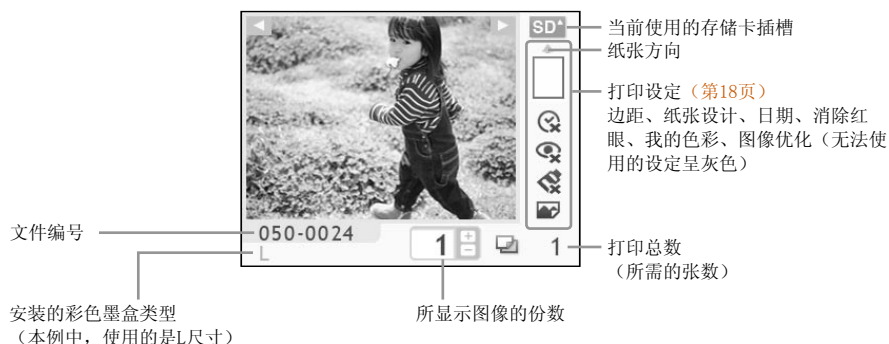 SD
当前使用的存储卡插槽
纸张方向
打印设定（第18页）
边距、纸张设计、日期、消除红
眼、我的色彩、图像优化（无法使
用的设定呈灰色）
文件编号
050-0024
L
1
+
-
1
打印总数
（所需的张数）
安装的彩色墨盒类型
（本例中，使用的是L尺寸）
所显示图像的份数